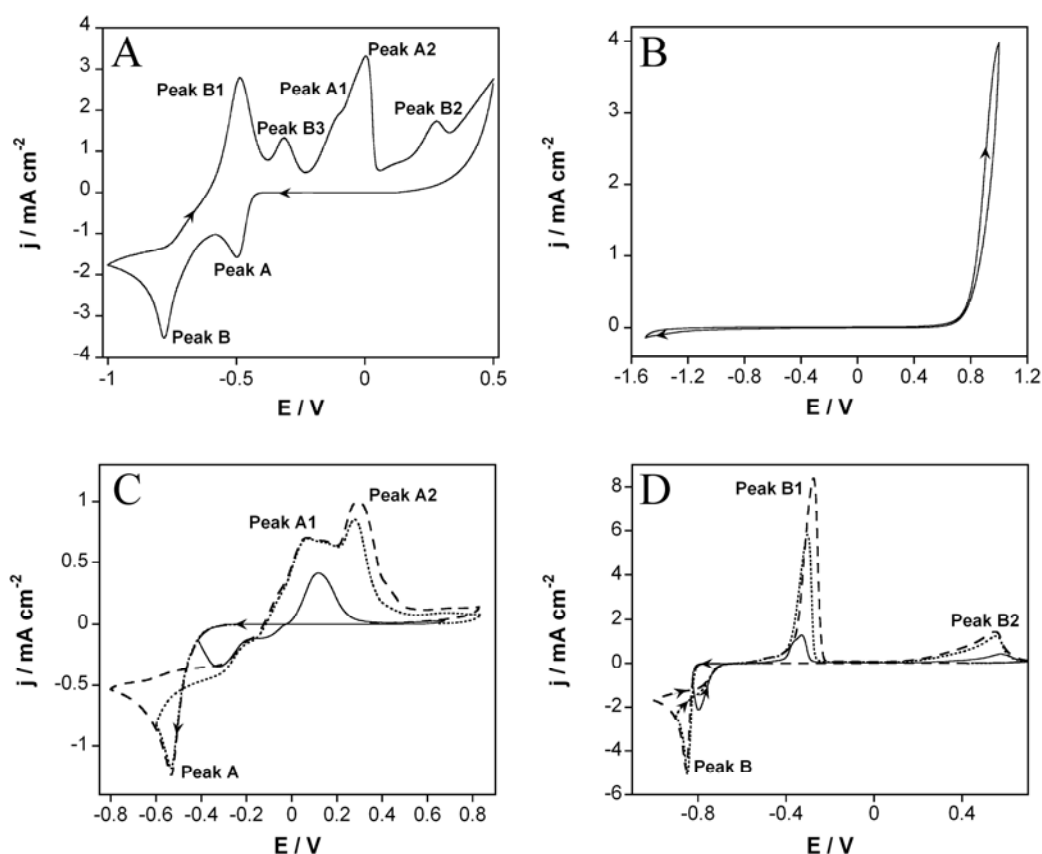 A
Peak A2
Peak B1
Peak A1
Peak B3
Peak B2
Peak A
Peak B
4
3
2
1
0
-1
-2
-3
-4
-1
-0.5
0
0.5
j / mA cm-2
E / V
B
4
3
2
1
0
-1.6
-1.2
-0.8
-0.4
0
0.4
0.8
1.2
j / mA cm-2
E / V
C
Peak A2
Peak A1
Peak A
1
0.5
0
-0.5
-1
-0.8
-0.6
-0.4
-0.2
0
0.2
0.4
0.6
0.8
j / mA cm-2
E / V
D
Peak B1
Peak B2
Peak B
8
6
4
2
0
-2
-4
-6
-0.8
-0.4
0
0.4
j / mA cm-2
E / V